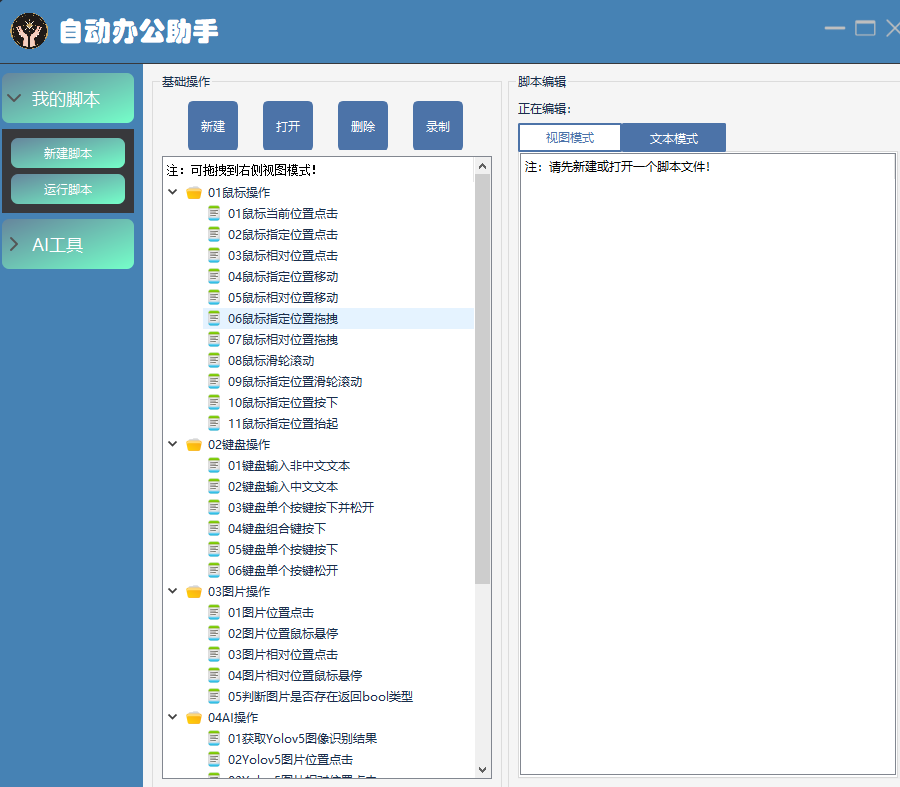 自动办公助手
我的脚本
新建脚本
运行脚本
AI工具
基础操作
新建
打开
删除
录制
注：可拖拽到右侧视图模式！
01鼠标操作
01鼠标当前位置点击
02鼠标指定位置点击
03鼠标相对位置点击
04鼠标指定位置移动
05鼠标相对位置移动
06鼠标指定位置拖拽
07鼠标相对位置拖拽
08鼠标滑轮滚动
09鼠标指定位置滑轮滚动
10鼠标指定位置按下
11鼠标指定位置抬起
02键盘操作
01键盘输入非中文文本
02键盘输入中文文本
03键盘单个按键按下并松开
04键盘组合键按下
05键盘单个按键按下
06键盘单个按键松开
03图片操作
01图片位置点击
02图片位置鼠标悬停
03图片相对位置点击
04图片相对位置鼠标悬停
05判断图片是否存在返回bool类型
04AI操作
01获取Yolov5图像识别结果
02Yolov5图片位置点击
脚本编辑
正在编辑：
视图模式
文本模式
注：请先新建或打开一个脚本文件！